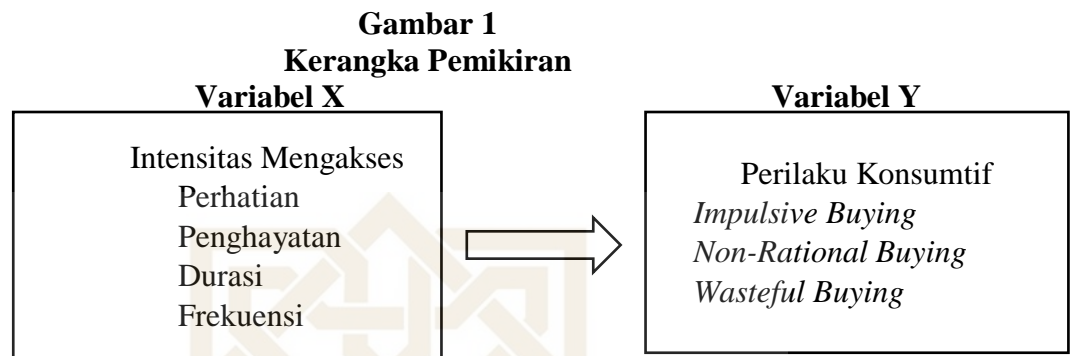 Gambar 1
Kerangka Pemikiran
Variabel X
Intensitas Mengakses
Perhatian
Penghayatan
Durasi
Frekuensi
Variabel Y
Perilaku Konsumtif
Impulsive Buying
Non-Rational Buying
Wasteful Buying